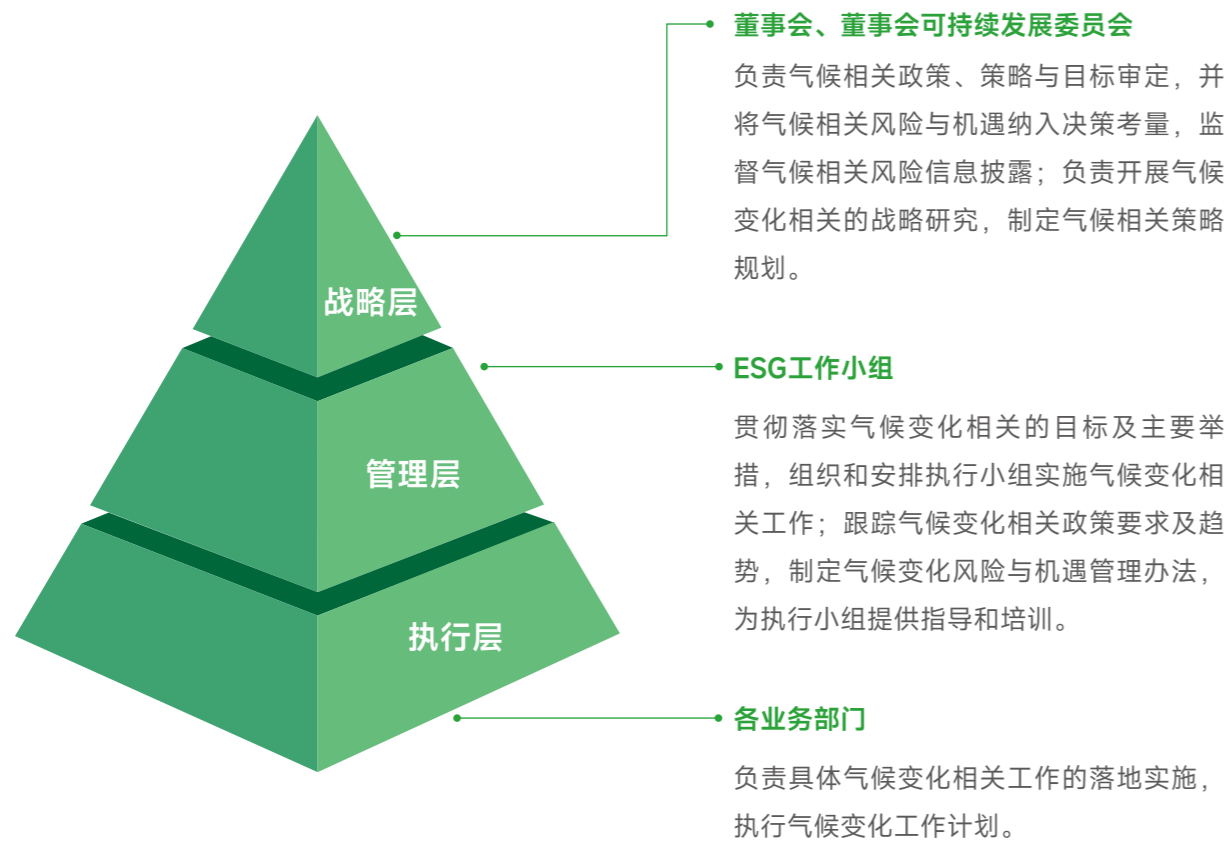 董事会、董事会可持续发展委员会
负责气候相关政策、策略与目标审定，并
将气候相关风险与机遇纳入决策考量，监
督气候相关风险信息披露；负责开展气候
变化相关的战略研究，制定气候相关策略
规划。
战略层
ESG工作小组
贯彻落实气候变化相关的目标及主要举
措，组织和安排执行小组实施气候变化相
关工作；跟踪气候变化相关政策要求及趋
势，制定气候变化风险与机遇管理办法，
为执行小组提供指导和培训。
管理层
各业务部门
负责具体气候变化相关工作的落地实施，
执行气候变化工作计划。
执行层